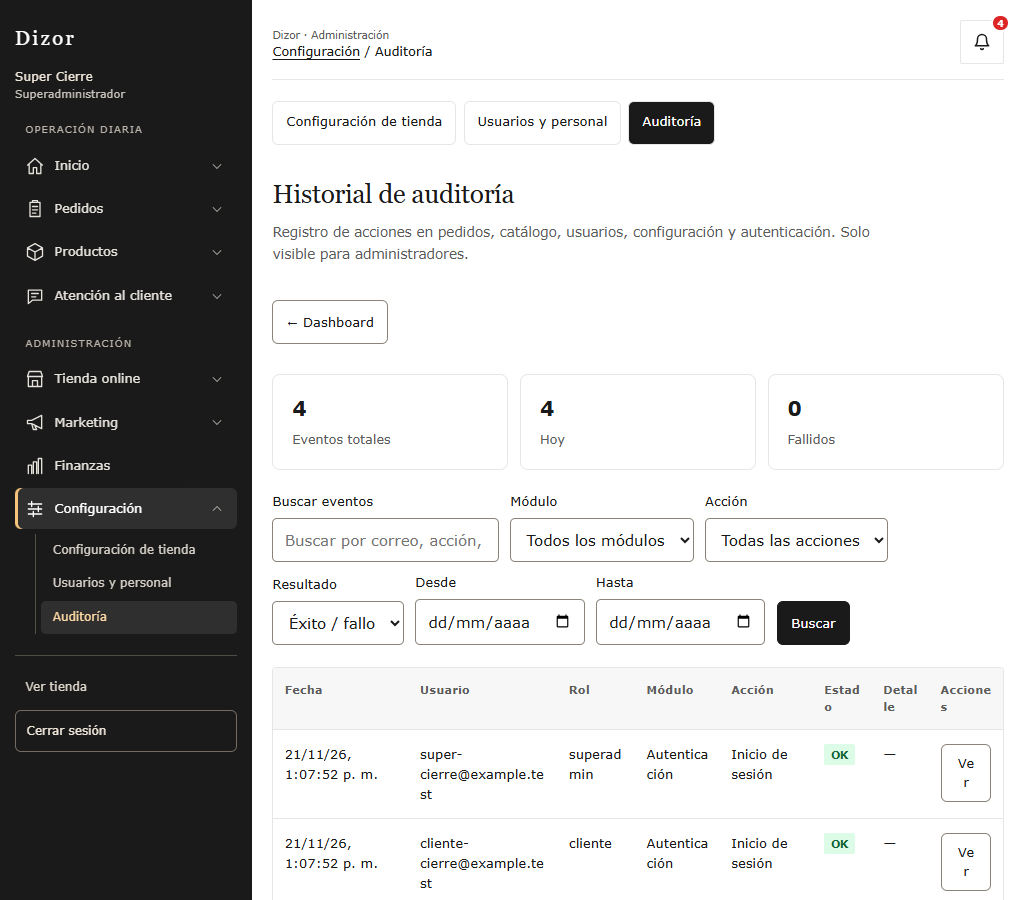 Dizor
Super Cierre
Superadministrador
OPERACIÓN DIARIA
Inicio
Pedidos
Productos
Atención al cliente
ADMINISTRACIÓN
Tienda online
Marketing
Finanzas
Configuración
Configuración de tienda
Usuarios y personal
Auditoría
Ver tienda
Cerrar sesión
Dizor · Administración
Configuración / Auditoría
4
Configuración de tienda
Usuarios y personal
Auditoría
Historial de auditoría
Registro de acciones en pedidos, catálogo, usuarios, configuración y autenticación. Solo
visible para administradores.
← Dashboard
4
Eventos totales
4
Hoy
0
Fallidos
Buscar eventos
Buscar por correo, acción,
Módulo
Todos los módulos
Acción
Todas las acciones
Resultado
Éxito / fallo
Desde
dd/mm/aaaa
Hasta
dd/mm/aaaa
Buscar
Fecha
Usuario
Rol
Módulo
Acción
Estad
o
Detal
le
Accione
s
21/11/26,
1:07:52 p. m.
super-
cierre@example.te
st
superad
min
Autentica
ción
Inicio de
sesión
OK
—
Ve
r
21/11/26,
1:07:52 p. m.
cliente-
cierre@example.te
st
cliente
Autentica
ción
Inicio de
sesión
OK
—
Ve
r